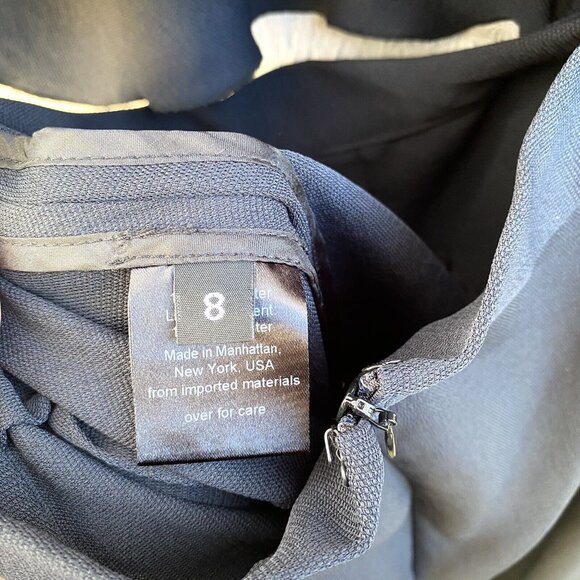 8
Made in Manhattan,
New York, USA
from imported materials
over for care